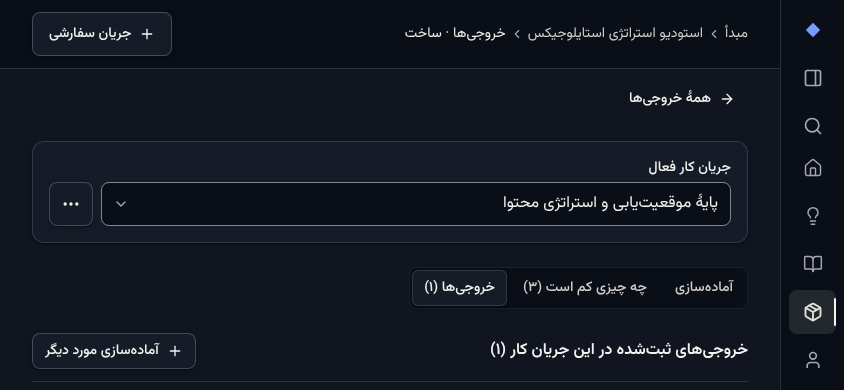 مبدأ › استودیو استراتژی استایلوجیکس › خروجی‌ها · ساخت
جریان سفارشی
همهٔ خروجی‌ها
جریان کار فعال
پایهٔ موقعیت‌یابی و استراتژی محتوا
آماده‌سازی
چه چیزی کم است (۳)
خروجی‌ها (۱)
خروجی‌های ثبت‌شده در این جریان کار (۱)
آماده‌سازی مورد دیگر